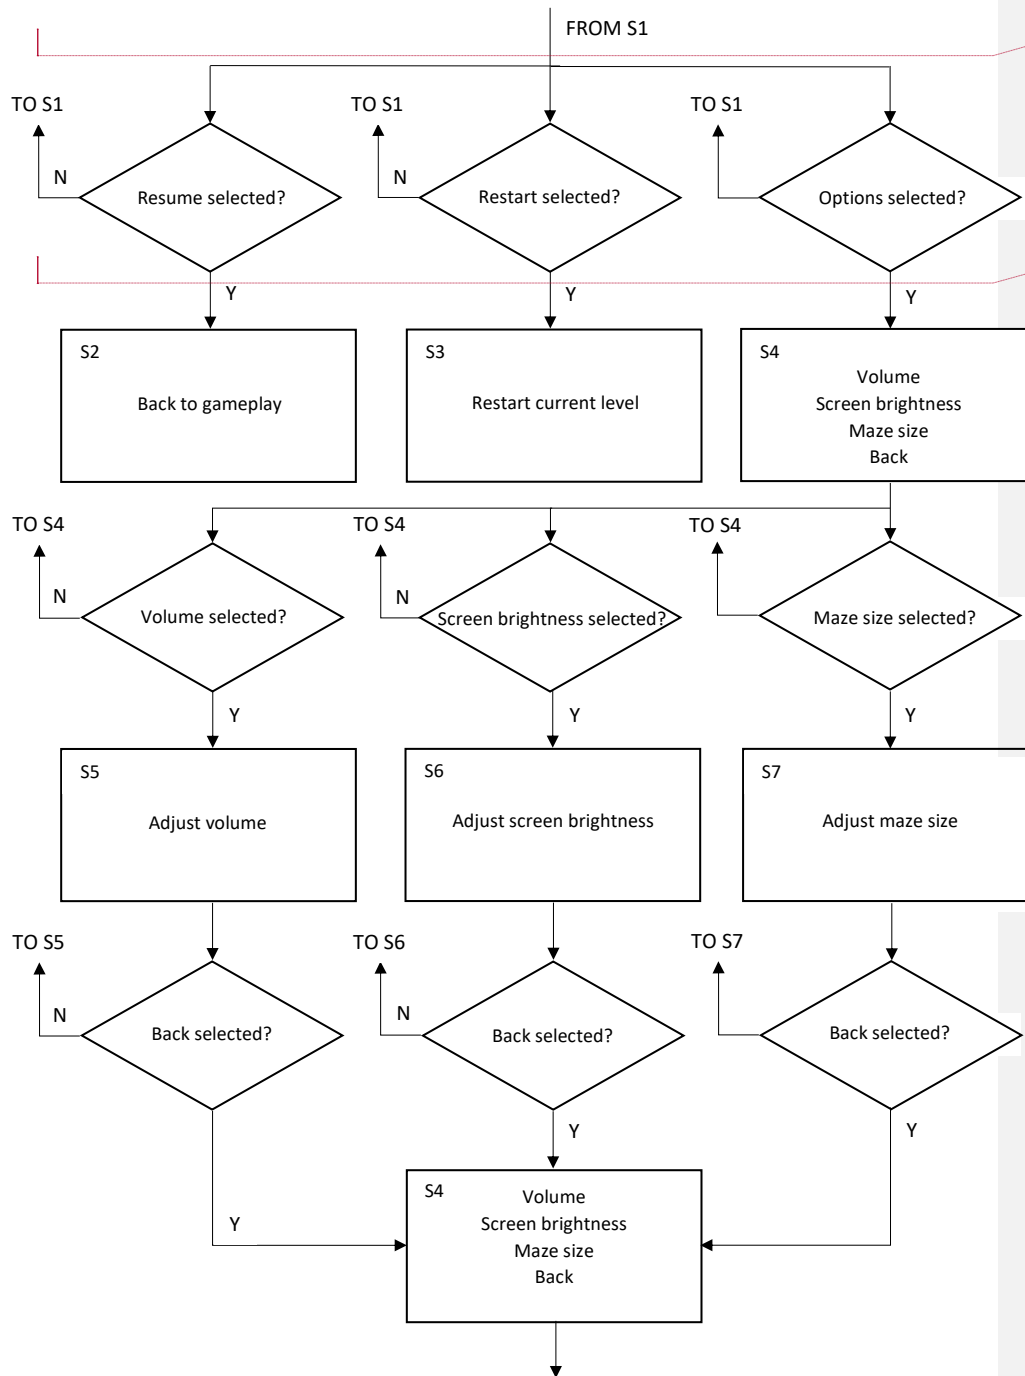 FROM S1
TO S1
TO S1
TO S1
N
N
Resume selected?
Restart selected?
Options selected?
Y
Y
Y
S2
Back to gameplay
S3
Restart current level
S4
Volume
Screen brightness
Maze size
Back
TO S4
TO S4
TO S4
N
N
Volume selected?
Screen brightness selected?
Maze size selected?
Y
Y
Y
S5
Adjust volume
S6
Adjust screen brightness
S7
Adjust maze size
TO S5
TO S6
TO S7
N
N
Back selected?
Back selected?
Back selected?
Y
Y
Y
S4
Volume
Screen brightness
Maze size
Back